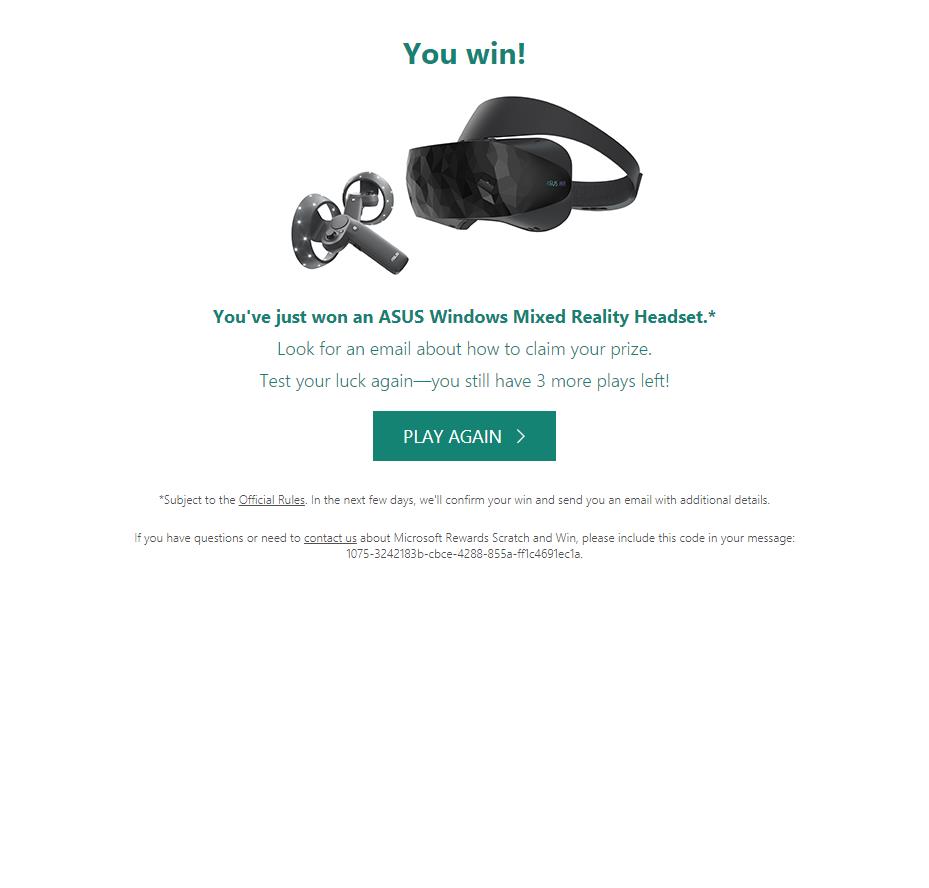 You win!
ASUS
ASUS
You've just won an ASUS Windows Mixed Reality Headset.*
Look for an email about how to claim your prize.
Test your luck again—you still have 3 more plays left!
PLAY AGAIN
*Subject to the Official Rules. In the next few days, we'll confirm your win and send you an email with additional details.
If you have questions or need to contact us about Microsoft Rewards Scratch and Win, please include this code in your message:
1075-3242183b-cbce-4288-855a-ff1c4691ec1a.